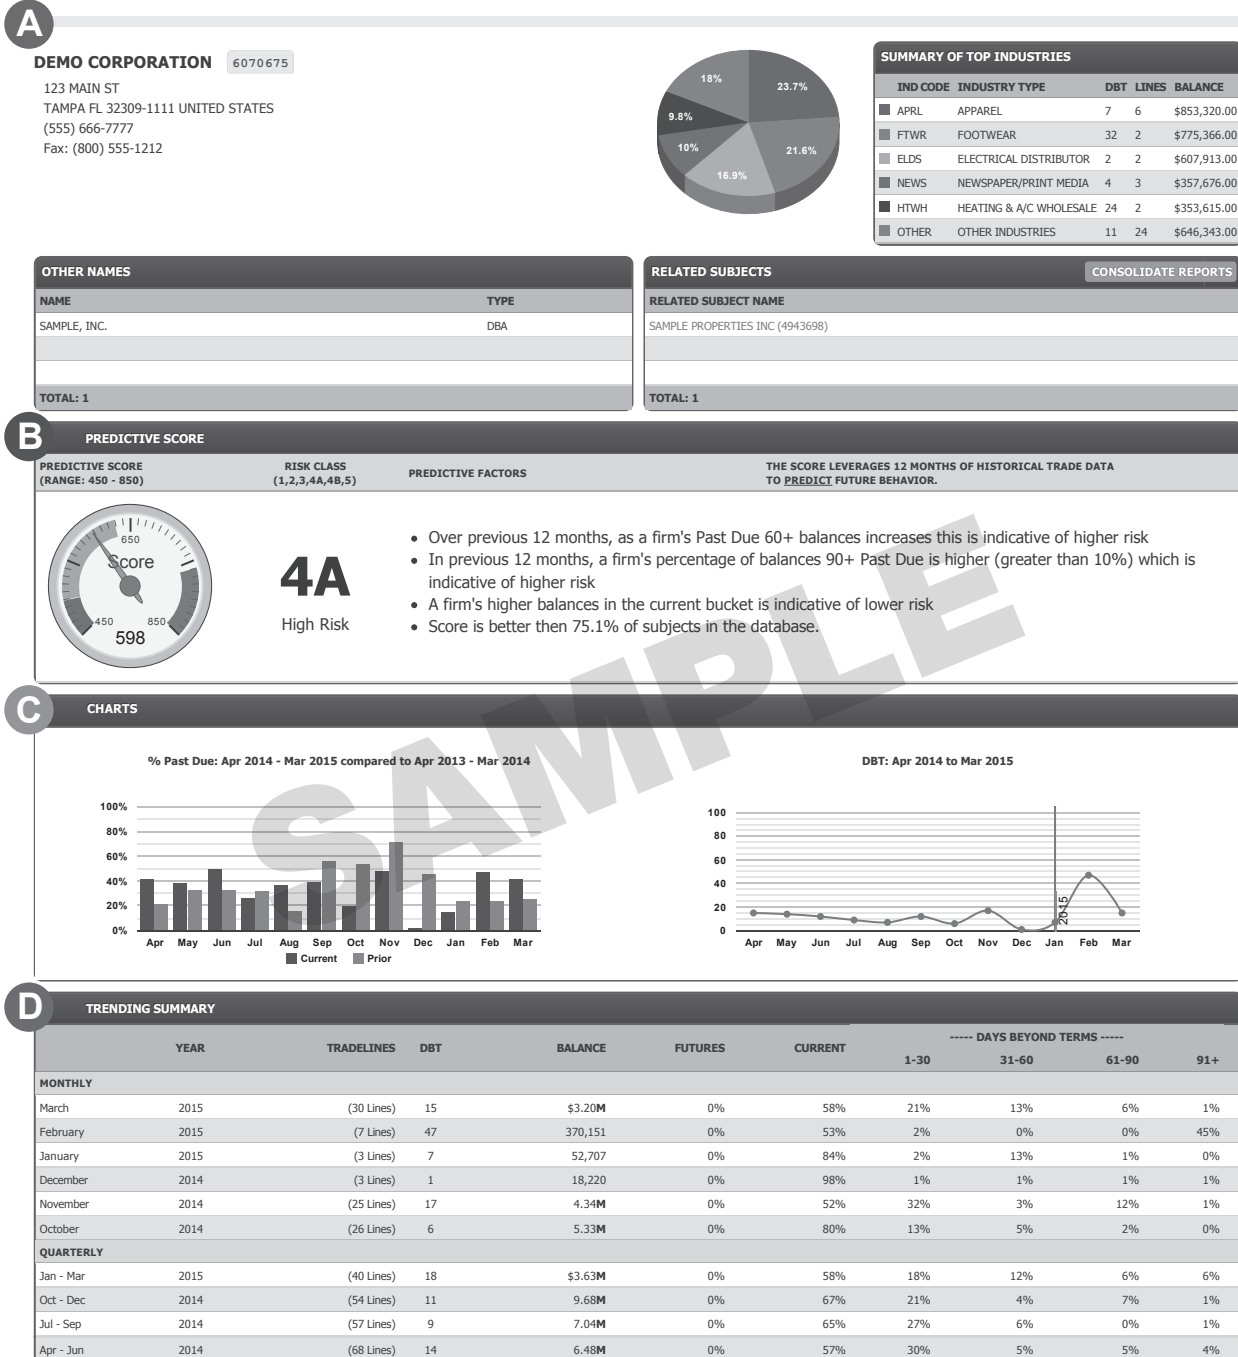 A
DEMO CORPORATION 6070675
123 MAIN ST
TAMPA FL 32309-1111 UNITED STATES
(555) 666-7777
Fax: (800) 555-1212
18%
23.7%
9.8%
10%
21.6%
16.9%
SUMMARY OF TOP INDUSTRIES
IND CODE INDUSTRY TYPE DBT LINES BALANCE
APRL APPAREL 7 6 $853,320.00
FTWR FOOTWEAR 32 2 $775,366.00
ELDS ELECTRICAL DISTRIBUTOR 2 2 $607,913.00
NEWS NEWSPAPER/PRINT MEDIA 4 3 $357,676.00
HTWH HEATING & A/C WHOLESALE 24 2 $353,615.00
OTHER OTHER INDUSTRIES 11 24 $646,343.00
OTHER NAMES
NAME TYPE
SAMPLE, INC. DBA
TOTAL: 1
RELATED SUBJECTS CONSOLIDATE REPORTS
RELATED SUBJECT NAME
SAMPLE PROPERTIES INC (4943698)
TOTAL: 1
B PREDICTIVE SCORE
PREDICTIVE SCORE
(RANGE: 450 - 850)
RISK CLASS
(1,2,3,4A,4B,5)
PREDICTIVE FACTORS
THE SCORE LEVERAGES 12 MONTHS OF HISTORICAL TRADE DATA
TO PREDICT FUTURE BEHAVIOR.
650
Score
450 850
598
4A
High Risk
• Over previous 12 months, as a firm's Past Due 60+ balances increases this is indicative of higher risk
• In previous 12 months, a firm's percentage of balances 90+ Past Due is higher (greater than 10%) which is
indicative of higher risk
• A firm's higher balances in the current bucket is indicative of lower risk
• Score is better then 75.1% of subjects in the database.
SAMPLE
C CHARTS
% Past Due: Apr 2014 - Mar 2015 compared to Apr 2013 - Mar 2014
100%
80%
60%
40%
20%
0%
Apr May Jun Jul Aug Sep Oct Nov Dec Jan Feb Mar
Current Prior
DBT: Apr 2014 to Mar 2015
100
80
60
40
20
0
2015
Apr May Jun Jul Aug Sep Oct Nov Dec Jan Feb Mar
D TRENDING SUMMARY
----- DAYS BEYOND TERMS -----
YEAR TRADELINES DBT BALANCE FUTURES CURRENT 1-30 31-60 61-90 91+
MONTHLY
March 2015 (30 Lines) 15 $3.20M 0% 58% 21% 13% 6% 1%
February 2015 (7 Lines) 47 370,151 0% 53% 2% 0% 0% 45%
January 2015 (3 Lines) 7 52,707 0% 84% 2% 13% 1% 0%
December 2014 (3 Lines) 1 18,220 0% 98% 1% 1% 1% 1%
November 2014 (25 Lines) 17 4.34M 0% 52% 32% 3% 12% 1%
October 2014 (26 Lines) 6 5.33M 0% 80% 13% 5% 2% 0%
QUARTERLY
Jan - Mar 2015 (40 Lines) 18 $3.63M 0% 58% 18% 12% 6% 6%
Oct - Dec 2014 (54 Lines) 11 9.68M 0% 67% 21% 4% 7% 1%
Jul - Sep 2014 (57 Lines) 9 7.04M 0% 65% 27% 6% 0% 1%
Apr - Jun 2014 (68 Lines) 14 6.48M 0% 57% 30% 5% 5% 4%